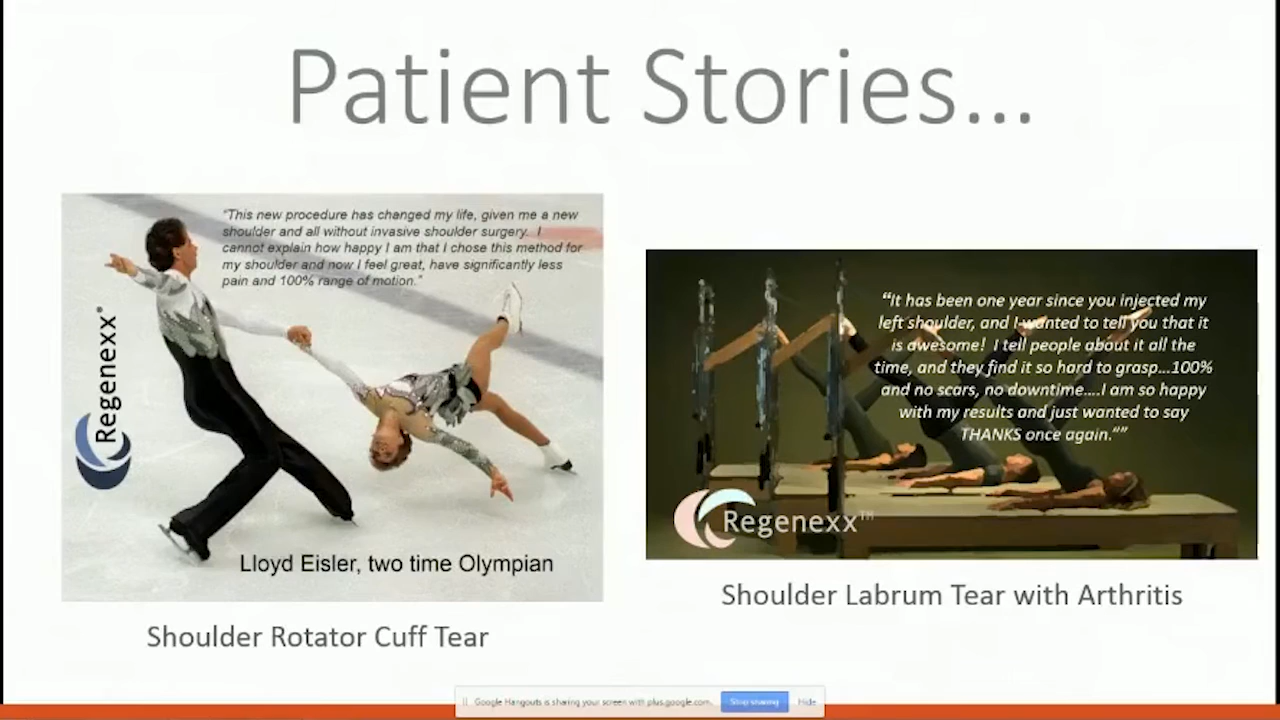 Patient Stories...
"This new procedure has changed my life, given me a new
shoulder and all without invasive shoulder surgery. I
cannot explain how happy I am that I chose this method for
my shoulder and now I feel great, have significantly less
pain and 100% range of motion."
Regenexx®
Lloyd Eisler, two time Olympian
Shoulder Rotator Cuff Tear
“It has been one year since you injected my
left shoulder, and I wanted to tell you that it
is awesome! I tell people about it all the
time, and they find it so hard to grasp...100%
and no scars, no downtime....I am so happy
with my results and just wanted to say
THANKS once again.””
Regenexx™
Shoulder Labrum Tear with Arthritis
Google Hangouts is sharing your screen with plus.google.com.
Stop sharing
Hide